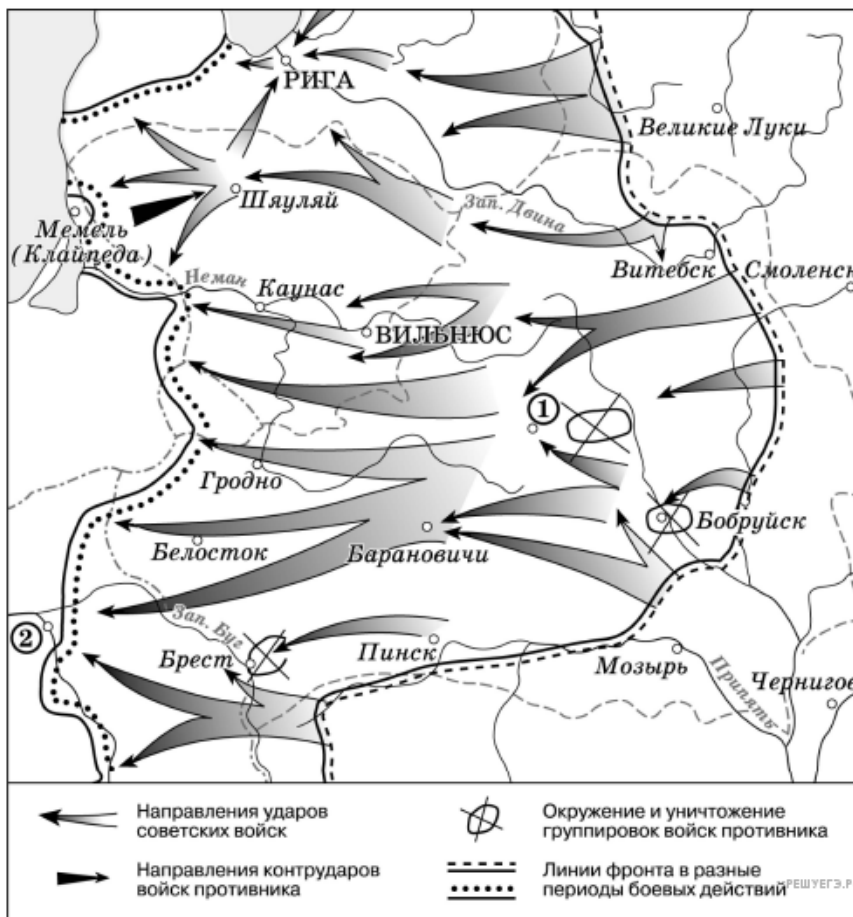 РИГА
Великие Луки
Шяуляй
Зап. Двина
Мемель
(Клайпеда)
Витебск
Смоленск
Неман
Каунас
ВИЛЬНЮС
1
Гродно
Бобруйск
Белосток
Барановичи
Зап. Буг
2
Брест
Пинск
Мозырь
Припять
Чернигов
Направления ударов
советских войск
Окружение и уничтожение
группировок войск противника
Направления контрударов
войск противника
Линии фронта в разные
периоды боевых действий
РЕШУЕГЭ.Р